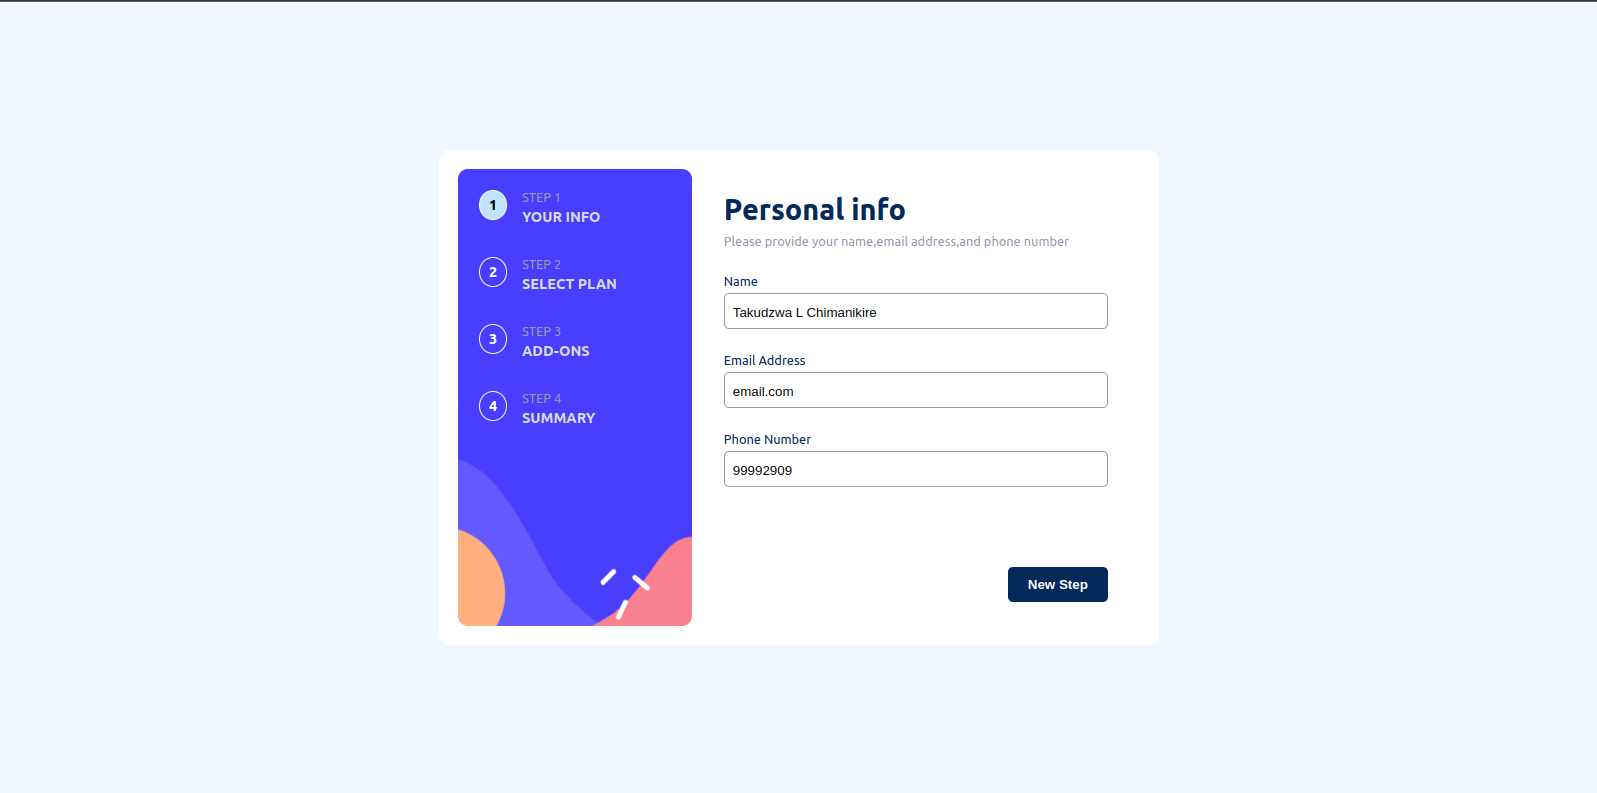 1
STEP 1
YOUR INFO
2
STEP 2
SELECT PLAN
3
STEP 3
ADD-ONS
4
STEP 4
SUMMARY
Personal info
Please provide your name,email address,and phone number
Name
Takudzwa L Chimanikire
Email Address
email.com
Phone Number
99992909
New Step